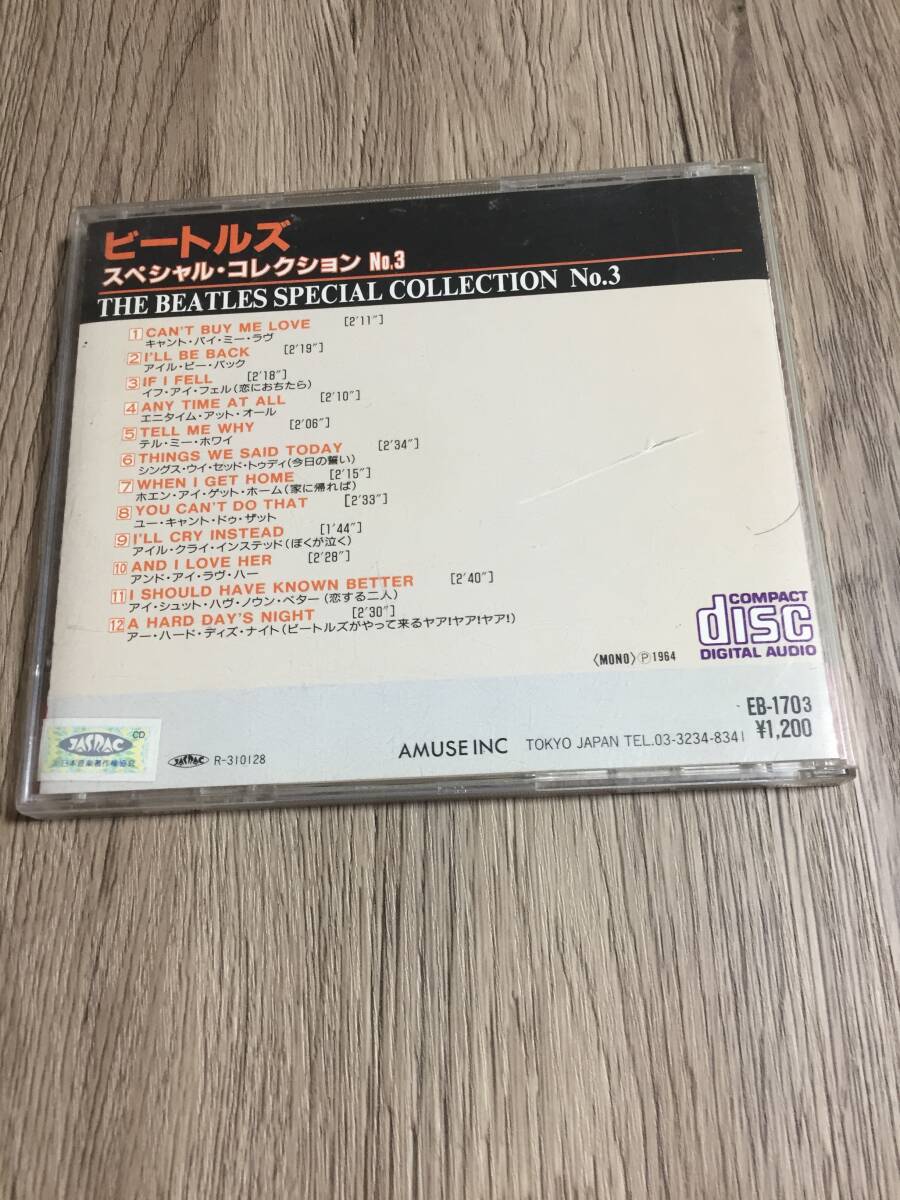 ビートルズ
スペシャル・コレクション No.3
THE BEATLES SPECIAL COLLECTION No.3
1 CAN'T BUY ME LOVE [2'11"]
キャント・バイ・ミー・ラヴ
2 I'LL BE BACK [2'19"]
アイル・ビー・バック
3 IF I FELL [2'18"]
イフ・アイ・フェル(恋におちたら)
4 ANY TIME AT ALL [2'10"]
エニタイム・アット・オール
5 TELL ME WHY [2'06"]
テル・ミー・ホワイ
6 THINGS WE SAID TODAY [2'34"]
シングス・ウイ・セッド・トゥディ(今日の誓い)
7 WHEN I GET HOME [2'15"]
ホエン・アイ・ゲット・ホーム(家に帰れば)
8 YOU CAN'T DO THAT [2'33"]
ユー・キャント・ドゥ・ザット
9 I'LL CRY INSTEAD [1'44"]
アイル・クライ・インステッド(ぼくが泣く)
10 AND I LOVE HER [2'28"]
アンド・アイ・ラヴ・ハー
11 I SHOULD HAVE KNOWN BETTER [2'40"]
アイ・シュット・ハヴ・ノウン・ベター(恋する二人)
12 A HARD DAY'S NIGHT [2'30"]
アー・ハード・デイズ・ナイト(ビートルズがやって来るヤア!ヤア!ヤア!)
COMPACT
disc
DIGITAL AUDIO
〈MONO〉Ⓟ1964
EB-1703
¥1,200
JASRAC CD
日本音楽著作権協会
JASRAC R-310128
AMUSE INC TOKYO JAPAN TEL.03-3234-8341